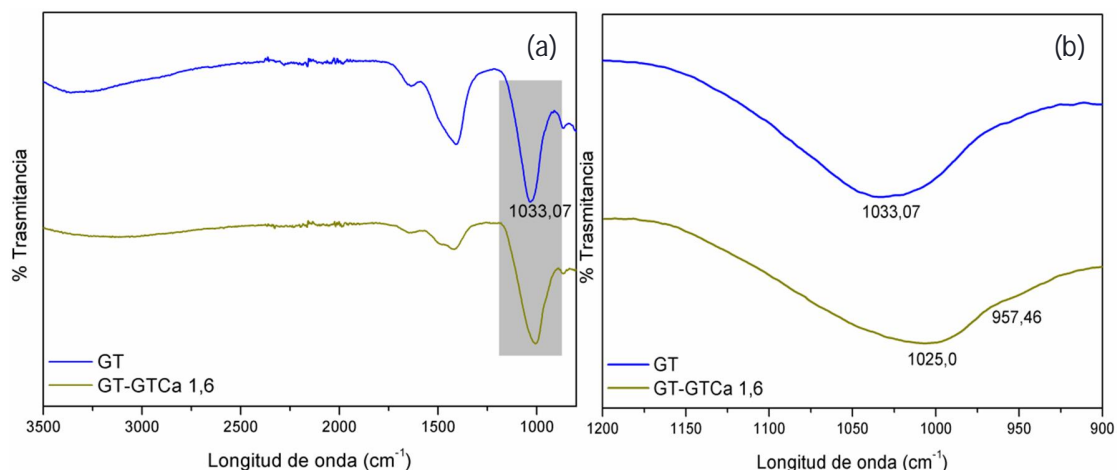 (a)
% Trasmitancia
1033,07
GT
GT-GTCa 1,6
3500 3000 2500 2000 1500 1000
Longitud de onda (cm⁻¹)
(b)
% Trasmitancia
1033,07
957,46
1025,0
GT
GT-GTCa 1,6
1200 1150 1100 1050 1000 950 900
Longitud de onda (cm⁻¹)